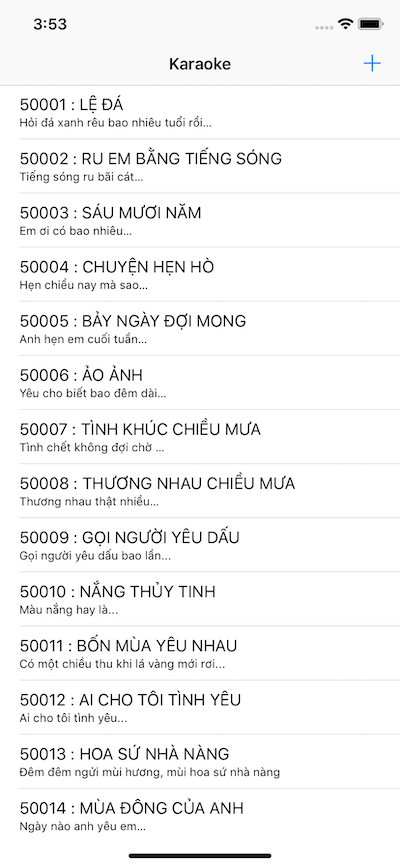 3:53
Karaoke
50001 : LỆ ĐÁ
Hỏi đá xanh rêu bao nhiêu tuổi rồi...
50002 : RU EM BẰNG TIẾNG SÓNG
Tiếng sóng ru bãi cát...
50003 : SÁU MƯƠI NĂM
Em ơi có bao nhiêu...
50004 : CHUYỆN HẸN HÒ
Hẹn chiều nay mà sao...
50005 : BẢY NGÀY ĐỢI MONG
Anh hẹn em cuối tuần...
50006 : ẢO ẢNH
Yêu cho biết bao đêm dài...
50007 : TÌNH KHÚC CHIỀU MƯA
Tình chết không đợi chờ ...
50008 : THƯƠNG NHAU CHIỀU MƯA
Thương nhau thật nhiều...
50009 : GỌI NGƯỜI YÊU DẤU
Gọi người yêu dấu bao lần...
50010 : NẮNG THỦY TINH
Màu nắng hay là...
50011 : BỐN MÙA YÊU NHAU
Có một chiều thu khi lá vàng mới rơi...
50012 : AI CHO TÔI TÌNH YÊU
Ai cho tôi tình yêu...
50013 : HOA SỨ NHÀ NÀNG
Đêm đêm ngửi mùi hương, mùi hoa sứ nhà nàng
50014 : MÙA ĐÔNG CỦA ANH
Ngày nào anh yêu em...